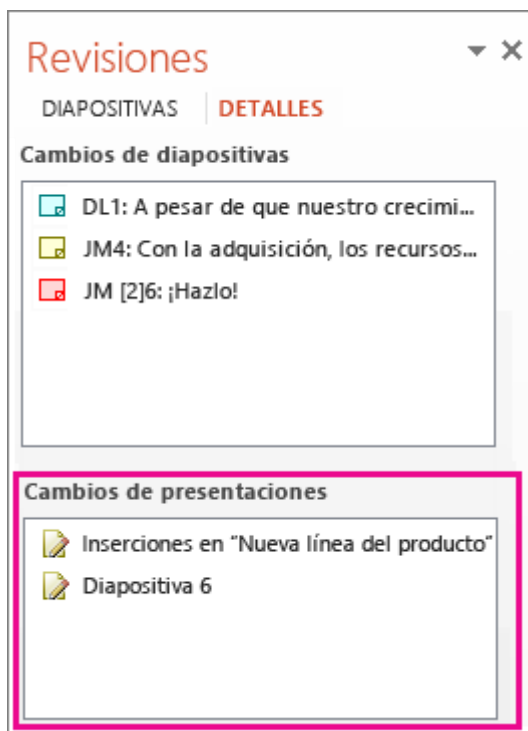 Revisiones
DIAPOSITIVAS DETALLES
Cambios de diapositivas
DL1: A pesar de que nuestro crecimi...
JM4: Con la adquisición, los recursos...
JM [2]6: ¡Hazlo!
Cambios de presentaciones
Inserciones en "Nueva línea del producto"
Diapositiva 6